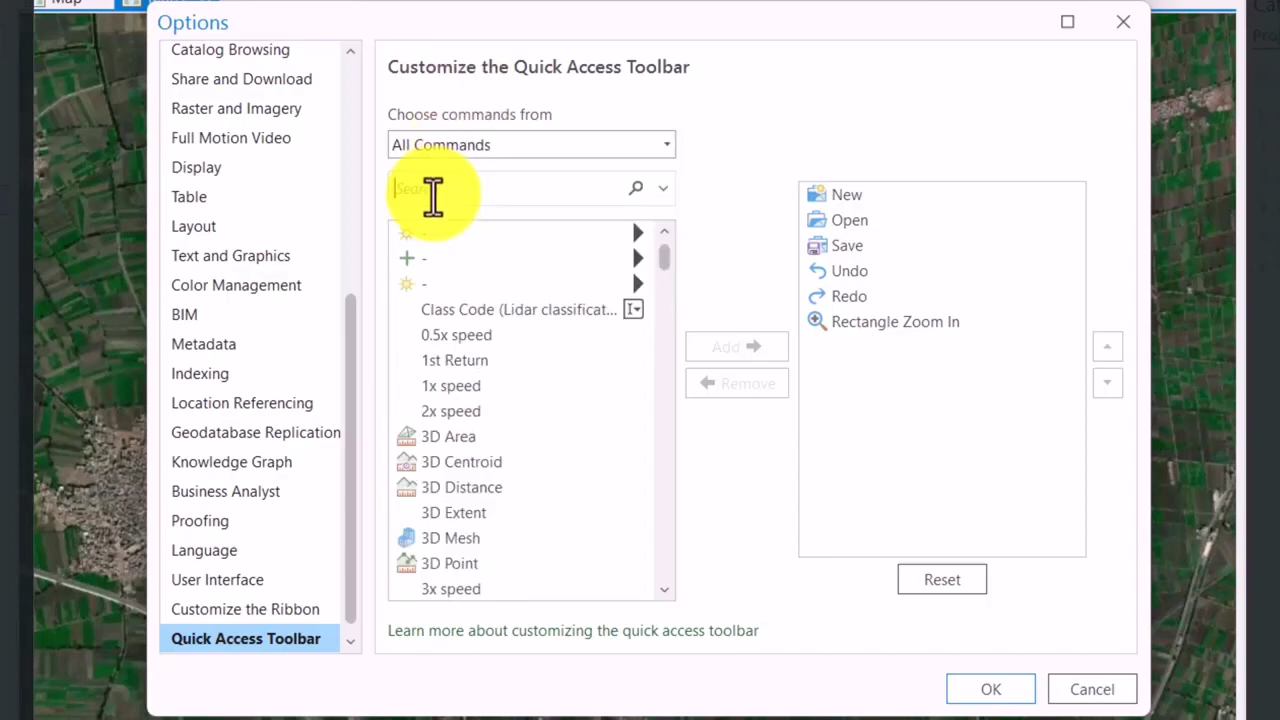 Map
Options
Catalog Browsing
Share and Download
Raster and Imagery
Full Motion Video
Display
Table
Layout
Text and Graphics
Color Management
BIM
Metadata
Indexing
Location Referencing
Geodatabase Replication
Knowledge Graph
Business Analyst
Proofing
Language
User Interface
Customize the Ribbon
Quick Access Toolbar
Customize the Quick Access Toolbar
Choose commands from
All Commands
-
-
-
Class Code (Lidar classificat...
0.5x speed
1st Return
1x speed
2x speed
3D Area
3D Centroid
3D Distance
3D Extent
3D Mesh
3D Point
3x speed
Add
Remove
New
Open
Save
Undo
Redo
Rectangle Zoom In
Reset
Learn more about customizing the quick access toolbar
OK
Cancel